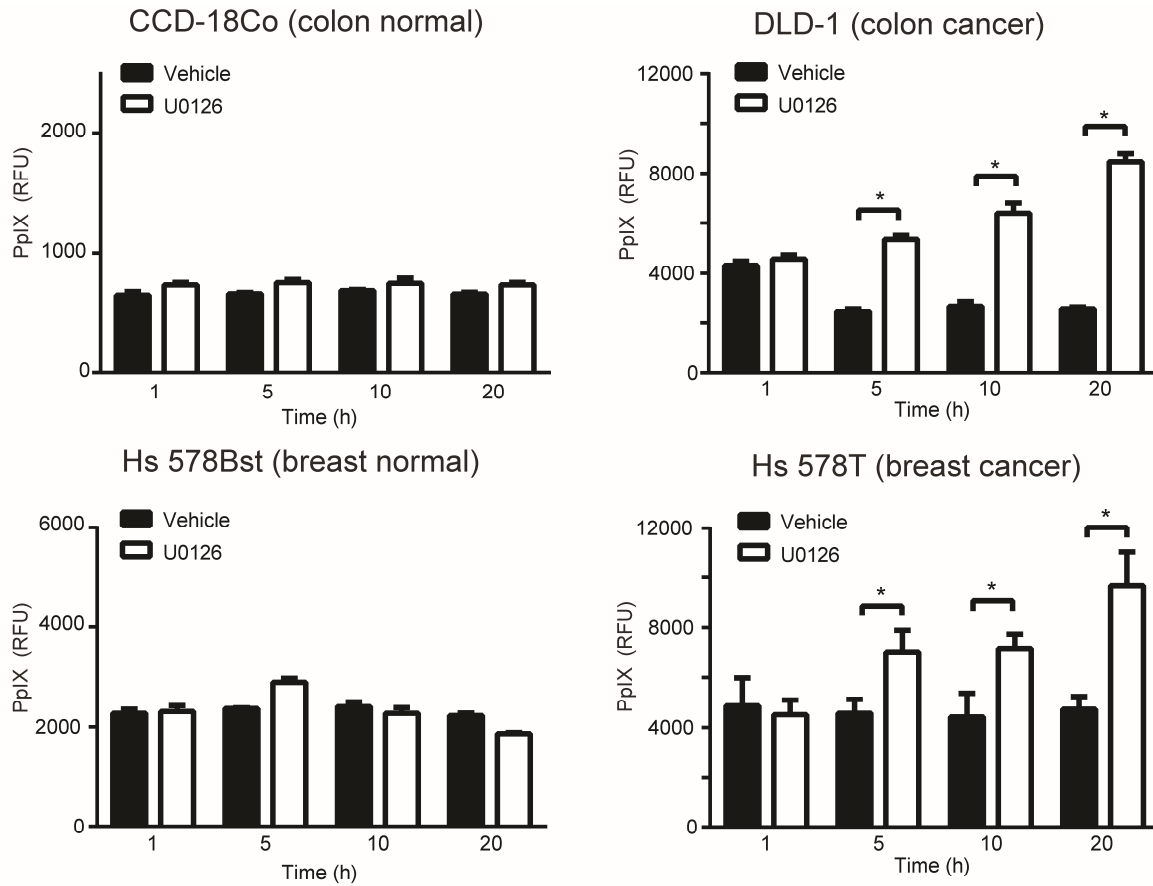 CCD-18Co (colon normal)
Vehicle
U0126
PpIX (RFU)
2000
1000
0
1 5 10 20
Time (h)
DLD-1 (colon cancer)
Vehicle
U0126
PpIX (RFU)
12000
8000
4000
0
*
*
*
1 5 10 20
Time (h)
Hs 578Bst (breast normal)
Vehicle
U0126
PpIX (RFU)
6000
4000
2000
0
1 5 10 20
Time (h)
Hs 578T (breast cancer)
Vehicle
U0126
PpIX (RFU)
12000
8000
4000
0
*
*
*
1 5 10 20
Time (h)